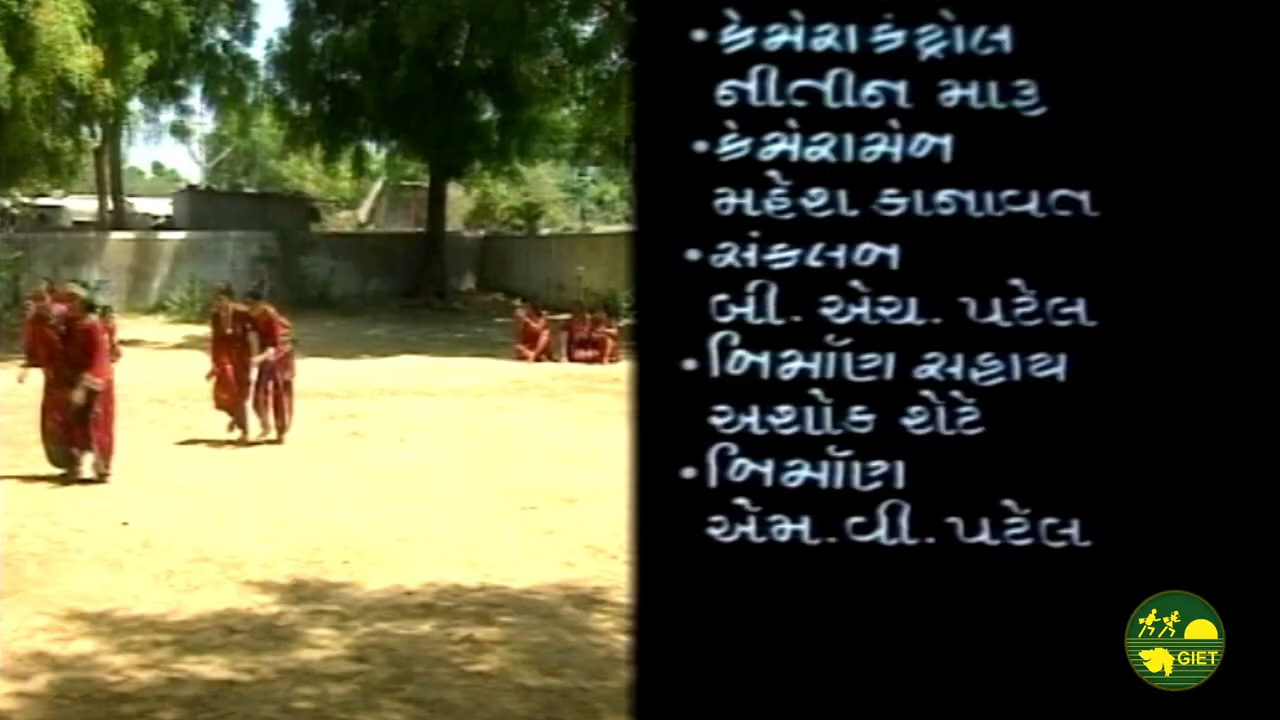 •કેમેરા કંટ્રોલ
નીતીન મારૂ
•કેમેરામેન
મહેશ કાનાવત
•સંકલન
બી. એચ. પટેલ
•નિર્માણ સહાય
અશોક શેટે
•નિર્માણ
એમ. વી. પટેલ
GIET